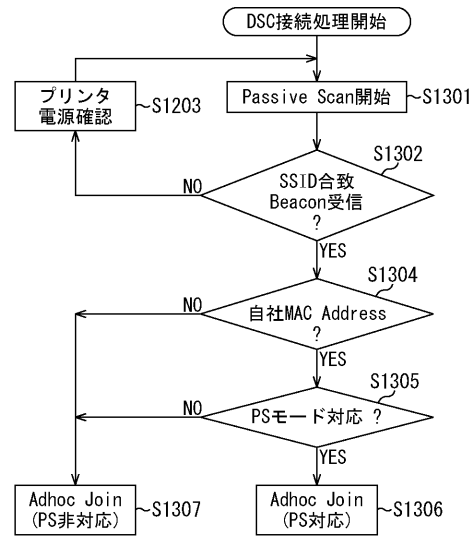 DSC接続処理開始
Passive Scan開始
S1301
プリンタ
電源確認
S1203
S1302
SSID合致
Beacon受信
?
NO
YES
S1304
自社MAC Address
?
NO
YES
S1305
PSモード対応 ?
NO
YES
Adhoc Join
(PS非対応)
S1307
Adhoc Join
(PS対応)
S1306